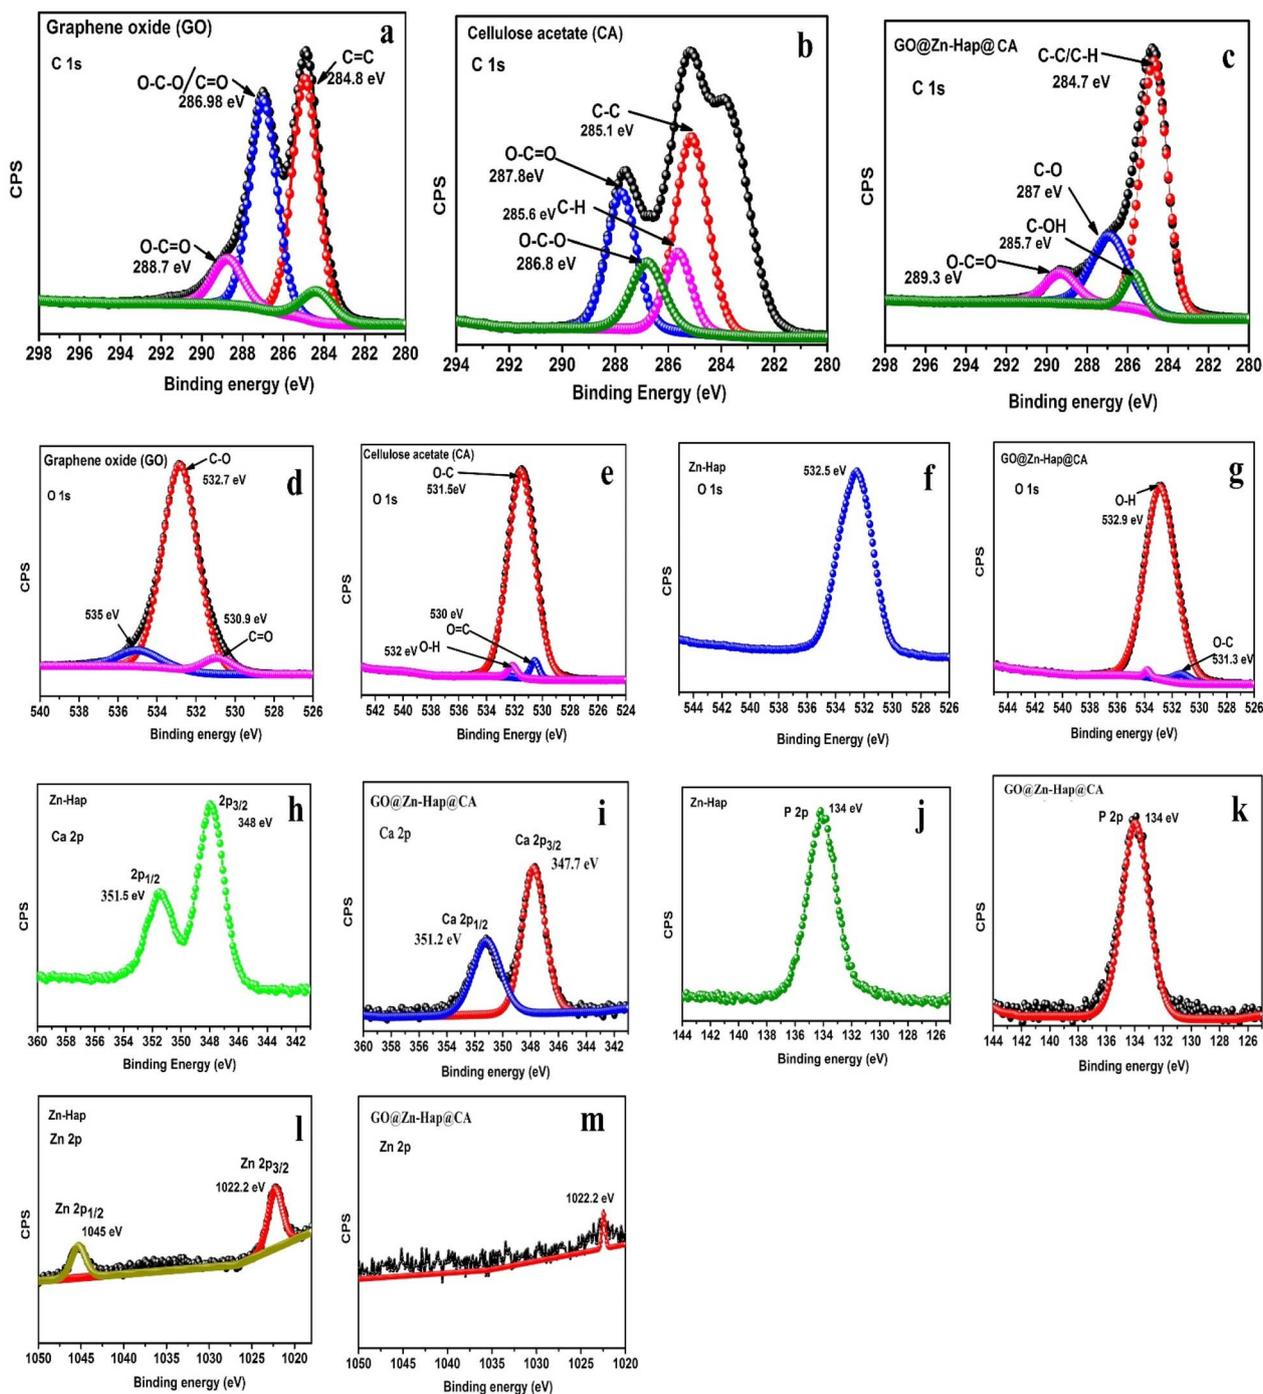 Graphene oxide (GO)
a
C 1s
C=C
284.8 eV
O-C-O/C=O
286.98 eV
O-C=O
288.7 eV
CPS
298 296 294 292 290 288 286 284 282 280
Binding energy (eV)
Cellulose acetate (CA)
b
C 1s
C-C
285.1 eV
O-C=O
287.8eV
285.6 eV C-H
O-C-O
286.8 eV
CPS
294 292 290 288 286 284 282 280
Binding Energy (eV)
GO@Zn-Hap@CA
c
C 1s
C-C/C-H
284.7 eV
C-O
287 eV
C-OH
285.7 eV
O-C=O
289.3 eV
CPS
298 296 294 292 290 288 286 284 282 280
Binding energy (eV)
Graphene oxide (GO)
d
O 1s
C-O
532.7 eV
535 eV
530.9 eV
C=O
CPS
540 538 536 534 532 530 528 526
Binding energy (eV)
Cellulose acetate (CA)
e
O-C
531.5eV
O 1s
530 eV
O=C
532 eV O-H
CPS
542 540 538 536 534 532 530 528 526 524
Binding Energy (eV)
Zn-Hap
f
O 1s
532.5 eV
CPS
544 542 540 538 536 534 532 530 528 526
Binding Energy (eV)
GO@Zn-Hap@CA
g
O 1s
O-H
532.9 eV
O-C
531.3 eV
CPS
544 542 540 538 536 534 532 530 528 526
Binding energy (eV)
Zn-Hap
h
Ca 2p
2p3/2
348 eV
2p1/2
351.5 eV
CPS
360 358 356 354 352 350 348 346 344 342
Binding Energy (eV)
GO@Zn-Hap@CA
i
Ca 2p
Ca 2p3/2
347.7 eV
Ca 2p1/2
351.2 eV
CPS
360 358 356 354 352 350 348 346 344 342
Binding energy (eV)
Zn-Hap
j
P 2p 134 eV
CPS
144 142 140 138 136 134 132 130 128 126
Binding energy (eV)
GO@Zn-Hap@CA
k
P 2p 134 eV
CPS
144 142 140 138 136 134 132 130 128 126
Binding energy (eV)
Zn-Hap
l
Zn 2p
Zn 2p3/2
1022.2 eV
Zn 2p1/2
1045 eV
CPS
1050 1045 1040 1035 1030 1025 1020
Binding energy (eV)
GO@Zn-Hap@CA
m
Zn 2p
1022.2 eV
CPS
1050 1045 1040 1035 1030 1025 1020
Binding energy (eV)